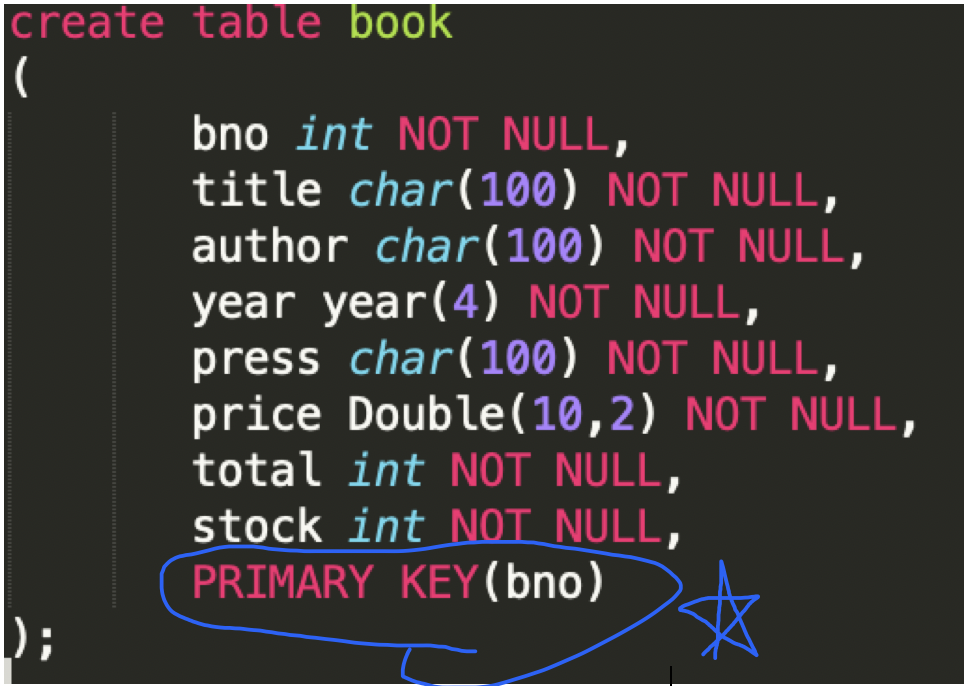 create table book
(
bno int NOT NULL,
title char(100) NOT NULL,
author char(100) NOT NULL,
year year(4) NOT NULL,
press char(100) NOT NULL,
price Double(10,2) NOT NULL,
total int NOT NULL,
stock int NOT NULL,
PRIMARY KEY(bno)
);